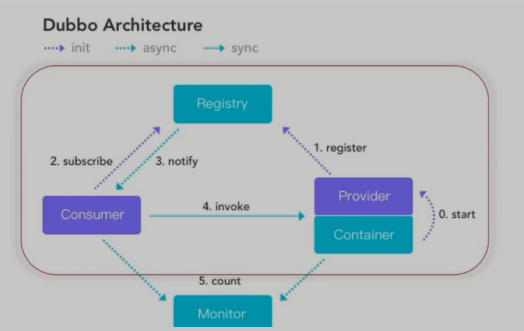 Dubbo Architecture
init async sync
Registry
1. register
2. subscribe 3. notify
Provider
Consumer
4. invoke
0. start
Container
5. count
Monitor